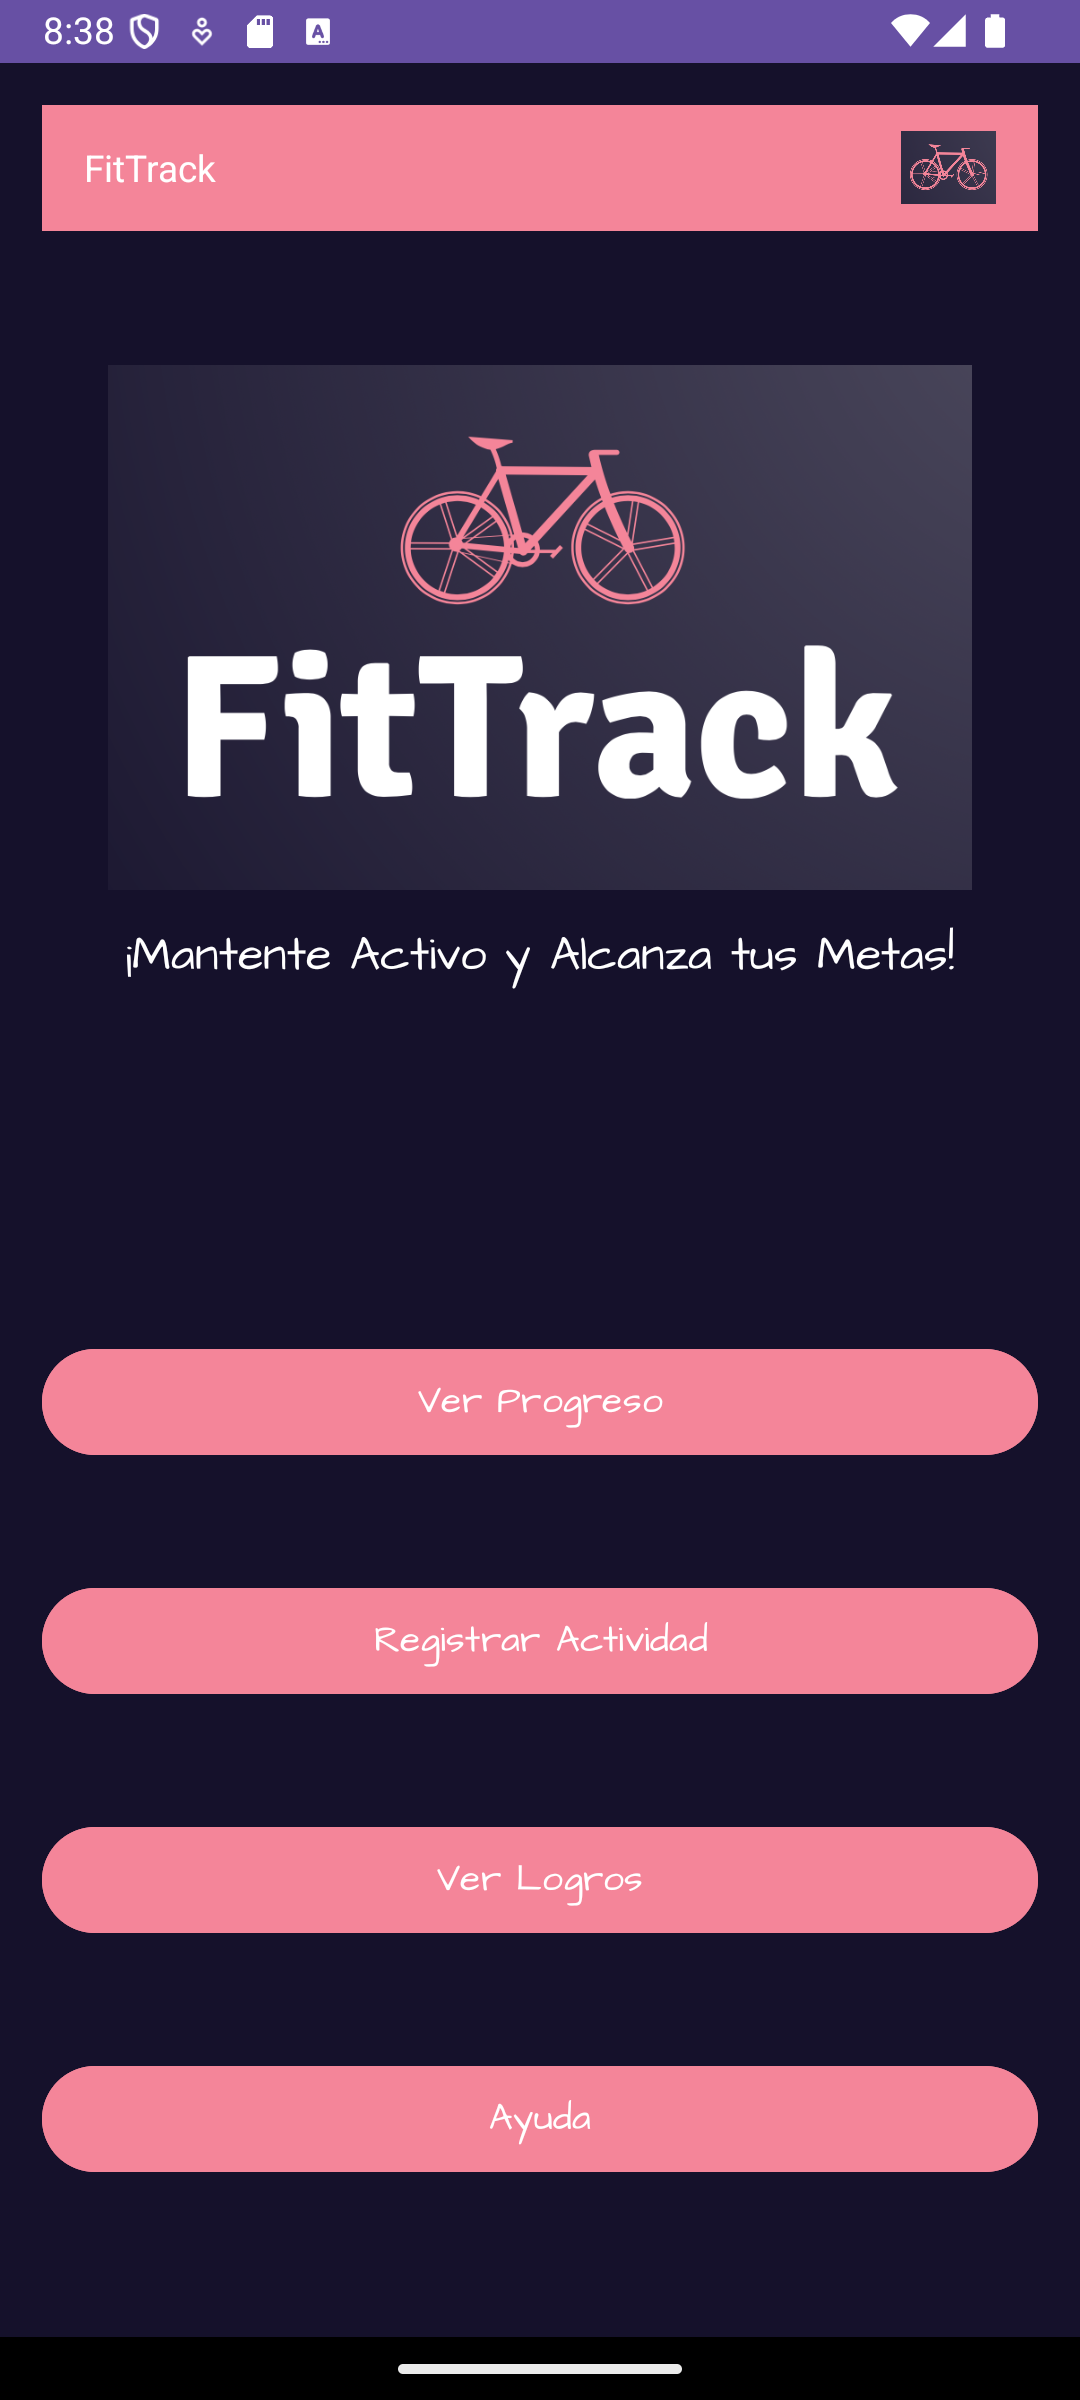 8:38
FitTrack
FitTrack
¡Mantente Activo y Alcanza tus Metas!
Ver Progreso
Registrar Actividad
Ver Logros
Ayuda